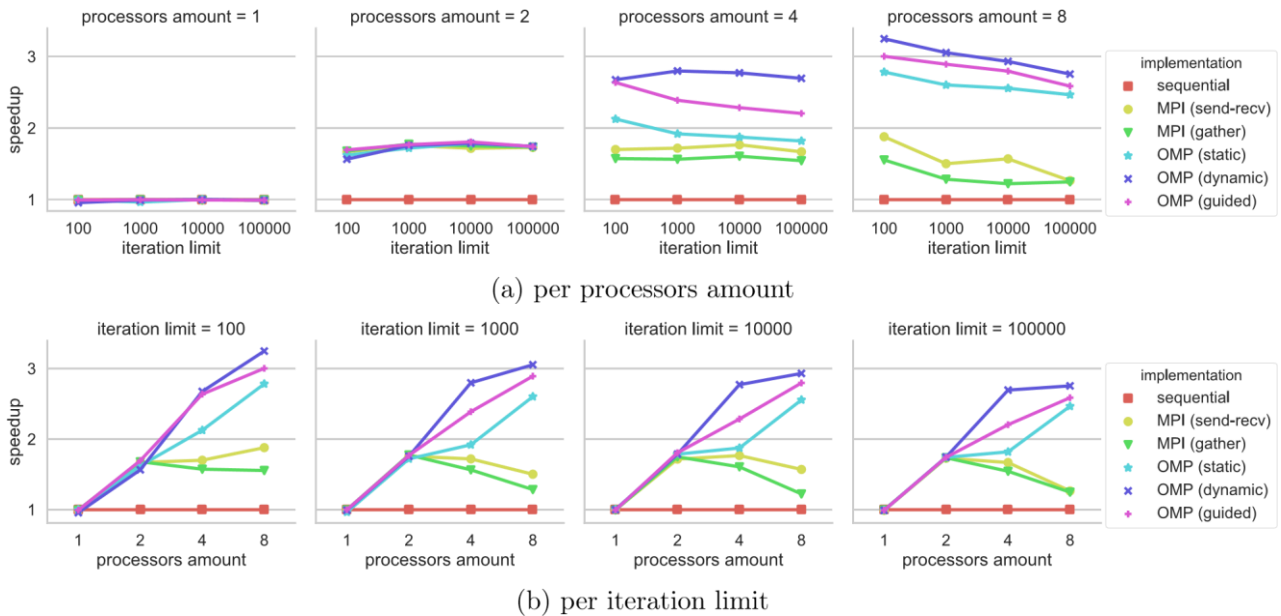 processors amount = 1
processors amount = 2
processors amount = 4
processors amount = 8
speedup
3
2
1
100 1000 10000 100000
iteration limit
100 1000 10000 100000
iteration limit
100 1000 10000 100000
iteration limit
100 1000 10000 100000
iteration limit
implementation
sequential
MPI (send-recv)
MPI (gather)
OMP (static)
OMP (dynamic)
OMP (guided)
(a) per processors amount
iteration limit = 100
iteration limit = 1000
iteration limit = 10000
iteration limit = 100000
speedup
3
2
1
1 2 4 8
processors amount
1 2 4 8
processors amount
1 2 4 8
processors amount
1 2 4 8
processors amount
implementation
sequential
MPI (send-recv)
MPI (gather)
OMP (static)
OMP (dynamic)
OMP (guided)
(b) per iteration limit